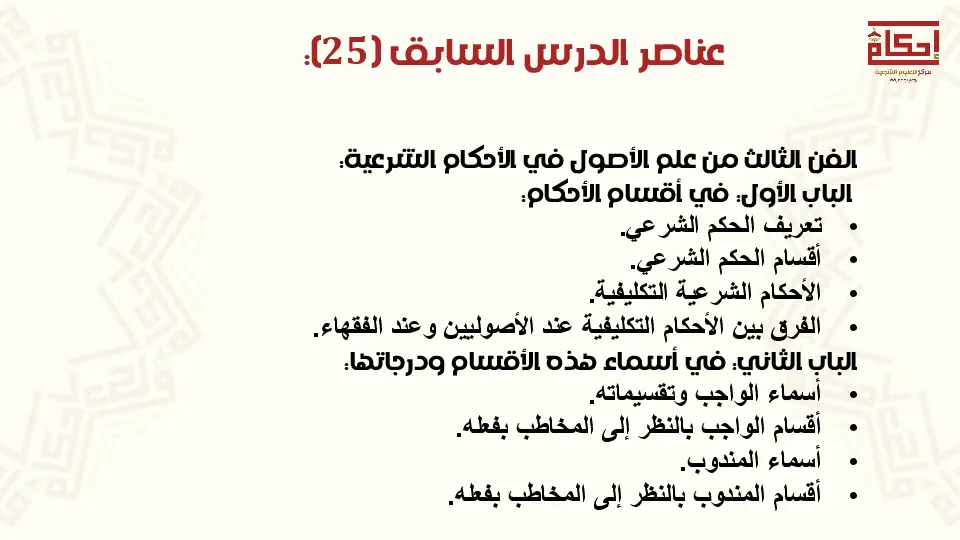 عناصر الدرس السابق (25):
إحكام
مركز للعلوم الشرعية
الفن الثالث من علم الأصول في الأحكام الشرعية:
الباب الأول: في أقسام الأحكام:
• تعريف الحكم الشرعي.
• أقسام الحكم الشرعي.
• الأحكام الشرعية التكليفية.
• الفرق بين الأحكام التكليفية عند الأصوليين وعند الفقهاء.
الباب الثاني: في أسماء هذه الأقسام ودرجاتها:
• أسماء الواجب وتقسيماته.
• أقسام الواجب بالنظر إلى المخاطب بفعله.
• أسماء المندوب.
• أقسام المندوب بالنظر إلى المخاطب بفعله.